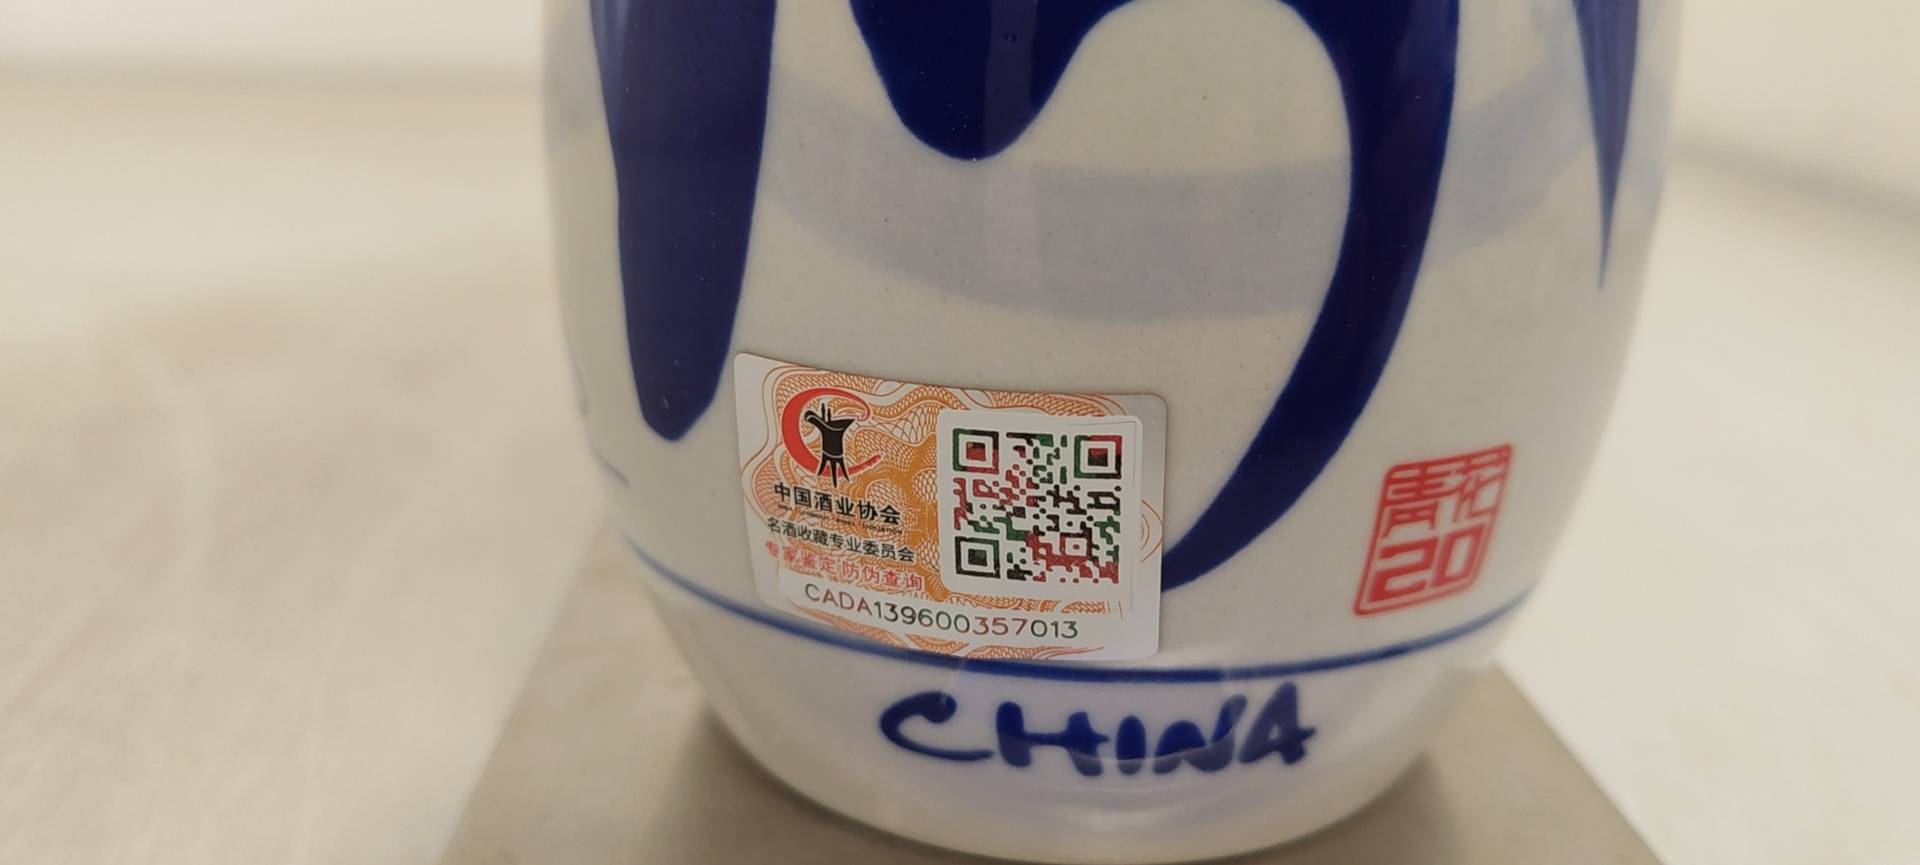 中国酒业协会
名酒收藏专业委员会
专家鉴定 防伪查询
CADA139600357013
青花
20
CHINA